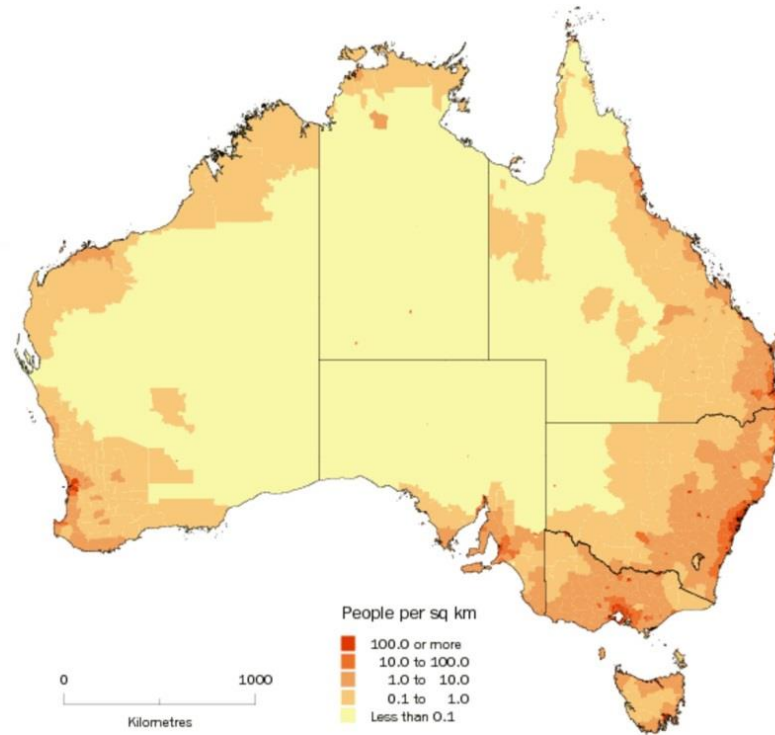 People per sq km
100.0 or more
10.0 to 100.0
1.0 to 10.0
0.1 to 1.0
Less than 0.1
0 1000
Kilometres